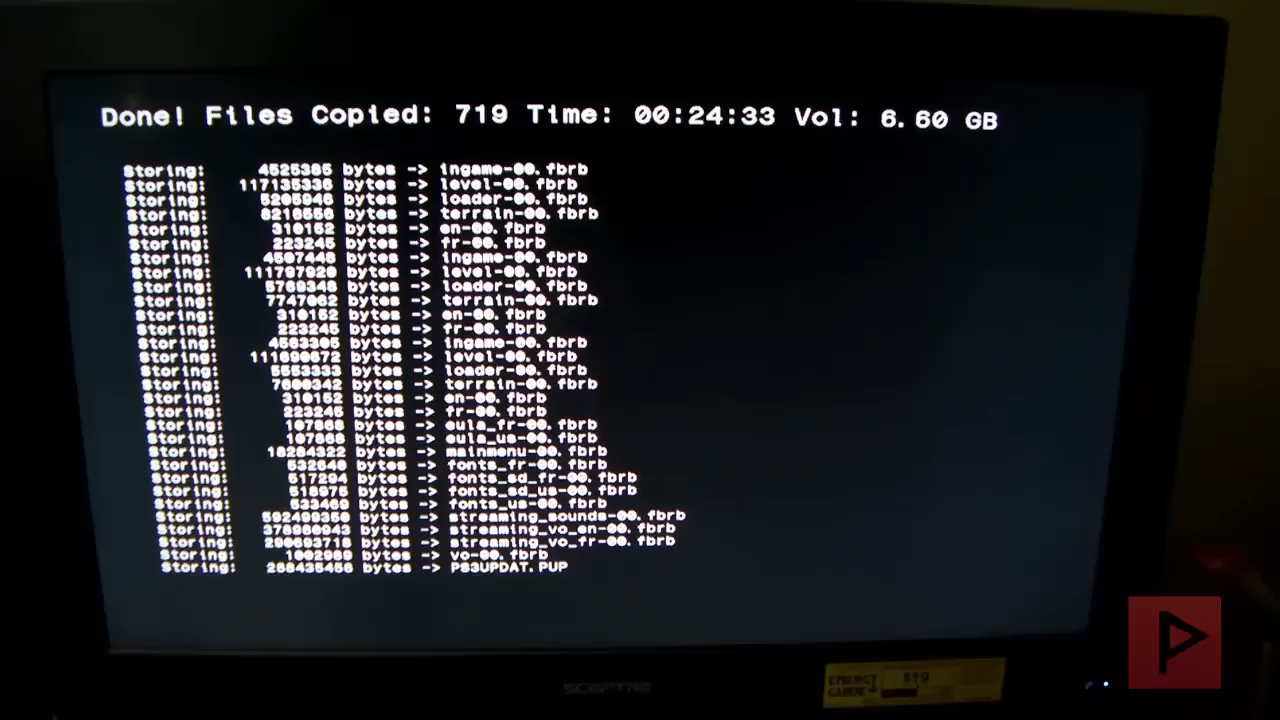 Done! Files Copied: 719 Time: 00:24:33 Vol: 6.60 GB
Storing: 4525385 bytes -> ingame-00.fbrb
Storing: 117135336 bytes -> level-00.fbrb
Storing: 5205946 bytes -> loader-00.fbrb
Storing: 8216556 bytes -> terrain-00.fbrb
Storing: 310152 bytes -> en-00.fbrb
Storing: 223245 bytes -> fr-00.fbrb
Storing: 4507448 bytes -> ingame-00.fbrb
Storing: 111797920 bytes -> level-00.fbrb
Storing: 5769348 bytes -> loader-00.fbrb
Storing: 7747062 bytes -> terrain-00.fbrb
Storing: 310152 bytes -> en-00.fbrb
Storing: 223245 bytes -> fr-00.fbrb
Storing: 4563305 bytes -> ingame-00.fbrb
Storing: 111690672 bytes -> level-00.fbrb
Storing: 5553333 bytes -> loader-00.fbrb
Storing: 7600342 bytes -> terrain-00.fbrb
Storing: 310152 bytes -> en-00.fbrb
Storing: 223245 bytes -> fr-00.fbrb
Storing: 107868 bytes -> eula_fr-00.fbrb
Storing: 107868 bytes -> eula_us-00.fbrb
Storing: 18284322 bytes -> mainmenu-00.fbrb
Storing: 532640 bytes -> fonts_fr-00.fbrb
Storing: 517294 bytes -> fonts_sd_fr-00.fbrb
Storing: 518975 bytes -> fonts_sd_us-00.fbrb
Storing: 533460 bytes -> fonts_us-00.fbrb
Storing: 592499350 bytes -> streaming_sounds-00.fbrb
Storing: bytes -> streaming_vo_en-00.fbrb
Storing: bytes -> streaming_vo_fr-00.fbrb
Storing: 1002989 bytes -> vo-00.fbrb
Storing: 268435456 bytes -> PS3UPDAT.PUP
SCEPTRE
ENERGY
GUIDE
P